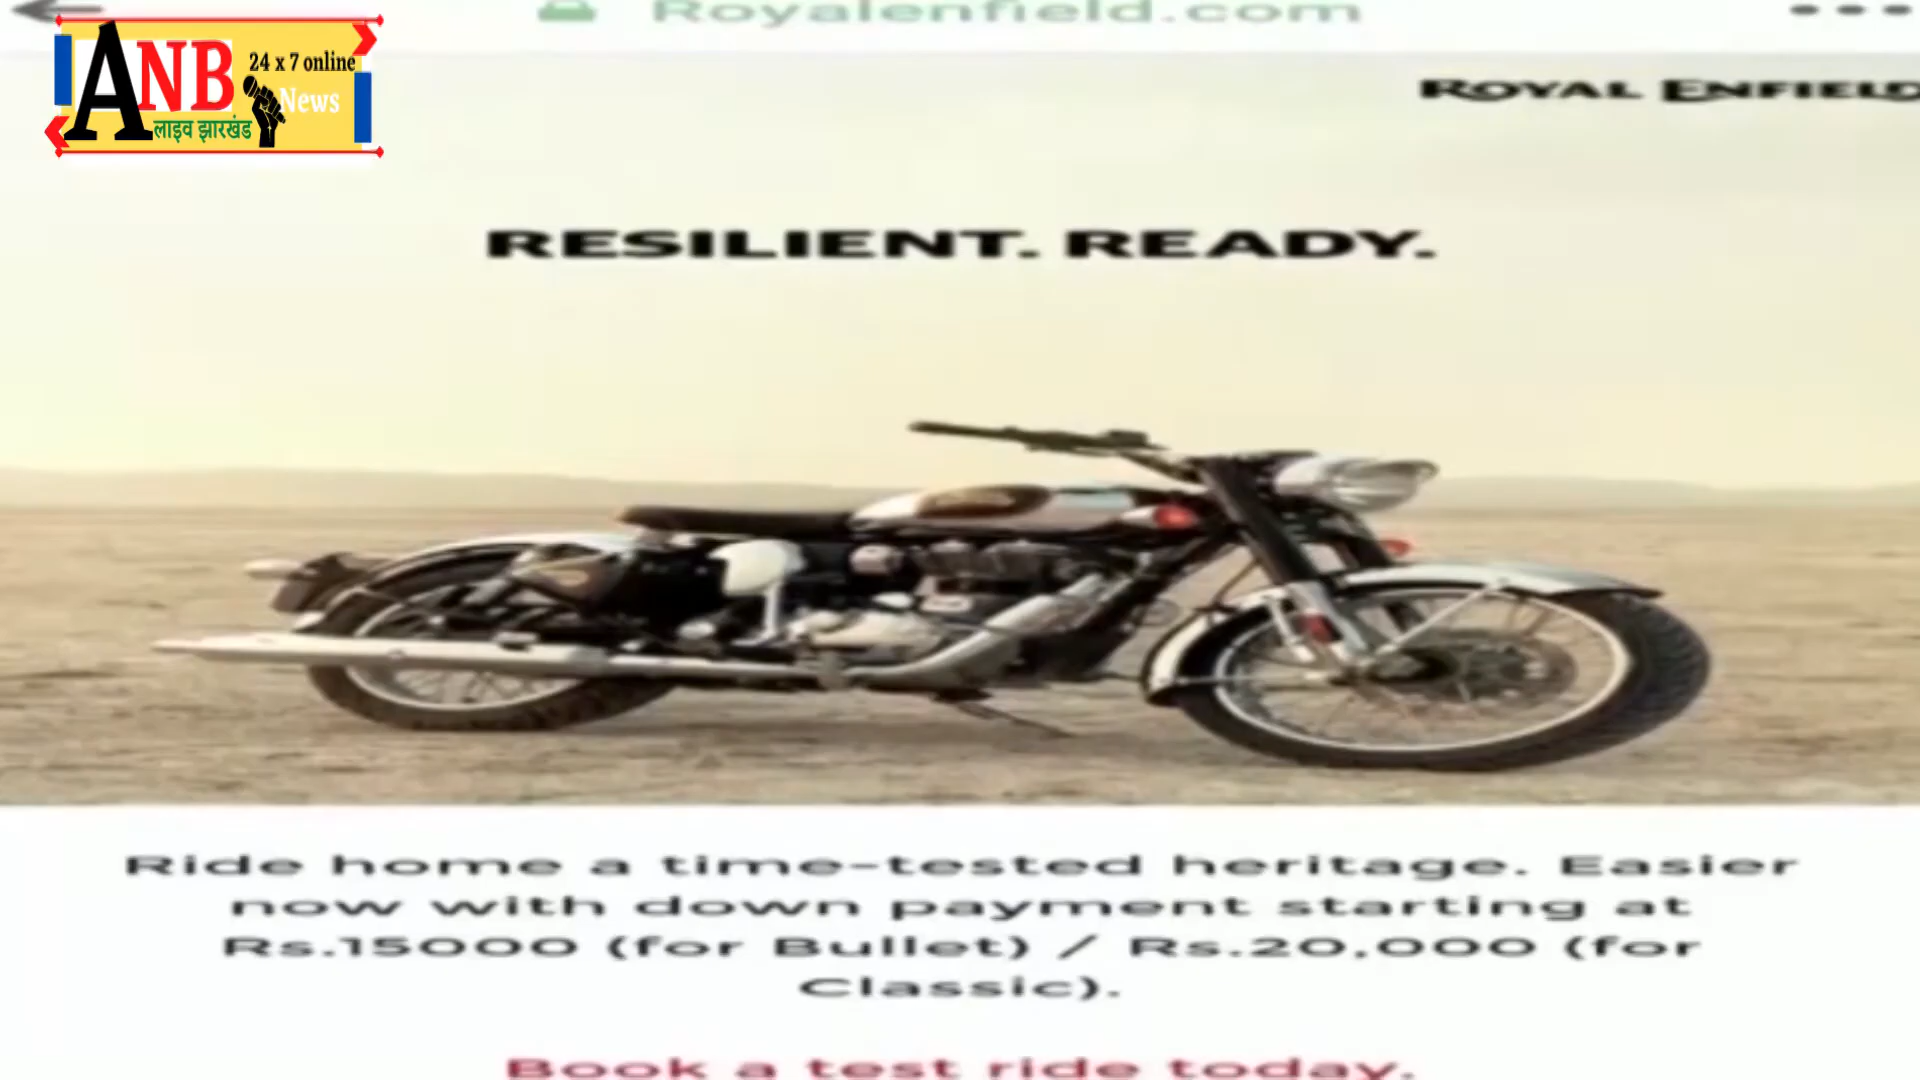 Royalenfield.com
ANB
24 x 7 online
News
लाइव झारखंड
ROYAL ENFIELD
RESILIENT. READY.
Ride home a time-tested heritage. Easier
now with down payment starting at
Rs.15000 (for Bullet) / Rs.20,000 (for
Classic).
Book a test ride today.